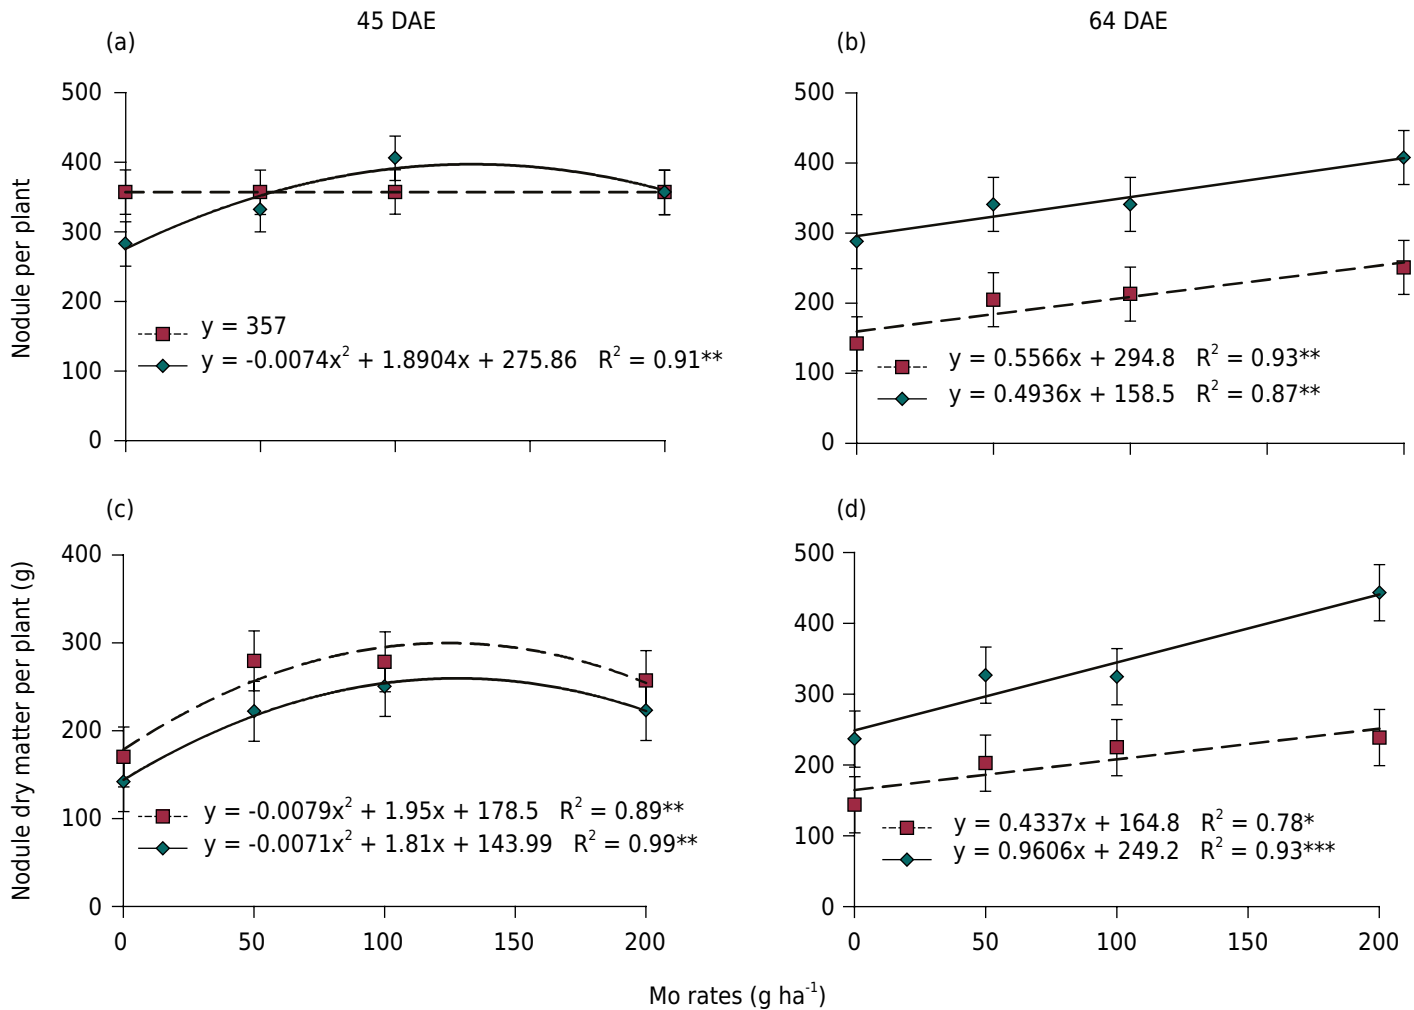 45 DAE
64 DAE
(a)
(b)
Nodule per plant
500
400
300
200
100
0
y = 357
y = -0.0074x² + 1.8904x + 275.86 R² = 0.91**
500
400
300
200
100
0
y = 0.5566x + 294.8 R² = 0.93**
y = 0.4936x + 158.5 R² = 0.87**
(c)
(d)
Nodule dry matter per plant (g)
400
300
200
100
0
y = -0.0079x² + 1.95x + 178.5 R² = 0.89**
y = -0.0071x² + 1.81x + 143.99 R² = 0.99**
0 50 100 150 200
500
400
300
200
100
0
y = 0.4337x + 164.8 R² = 0.78*
y = 0.9606x + 249.2 R² = 0.93***
0 50 100 150 200
Mo rates (g ha⁻¹)